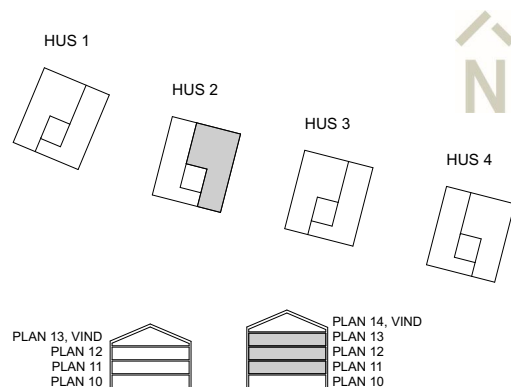 HUS 1
HUS 2
HUS 3
HUS 4
N
PLAN 13, VIND
PLAN 12
PLAN 11
PLAN 10
PLAN 14, VIND
PLAN 13
PLAN 12
PLAN 11
PLAN 10